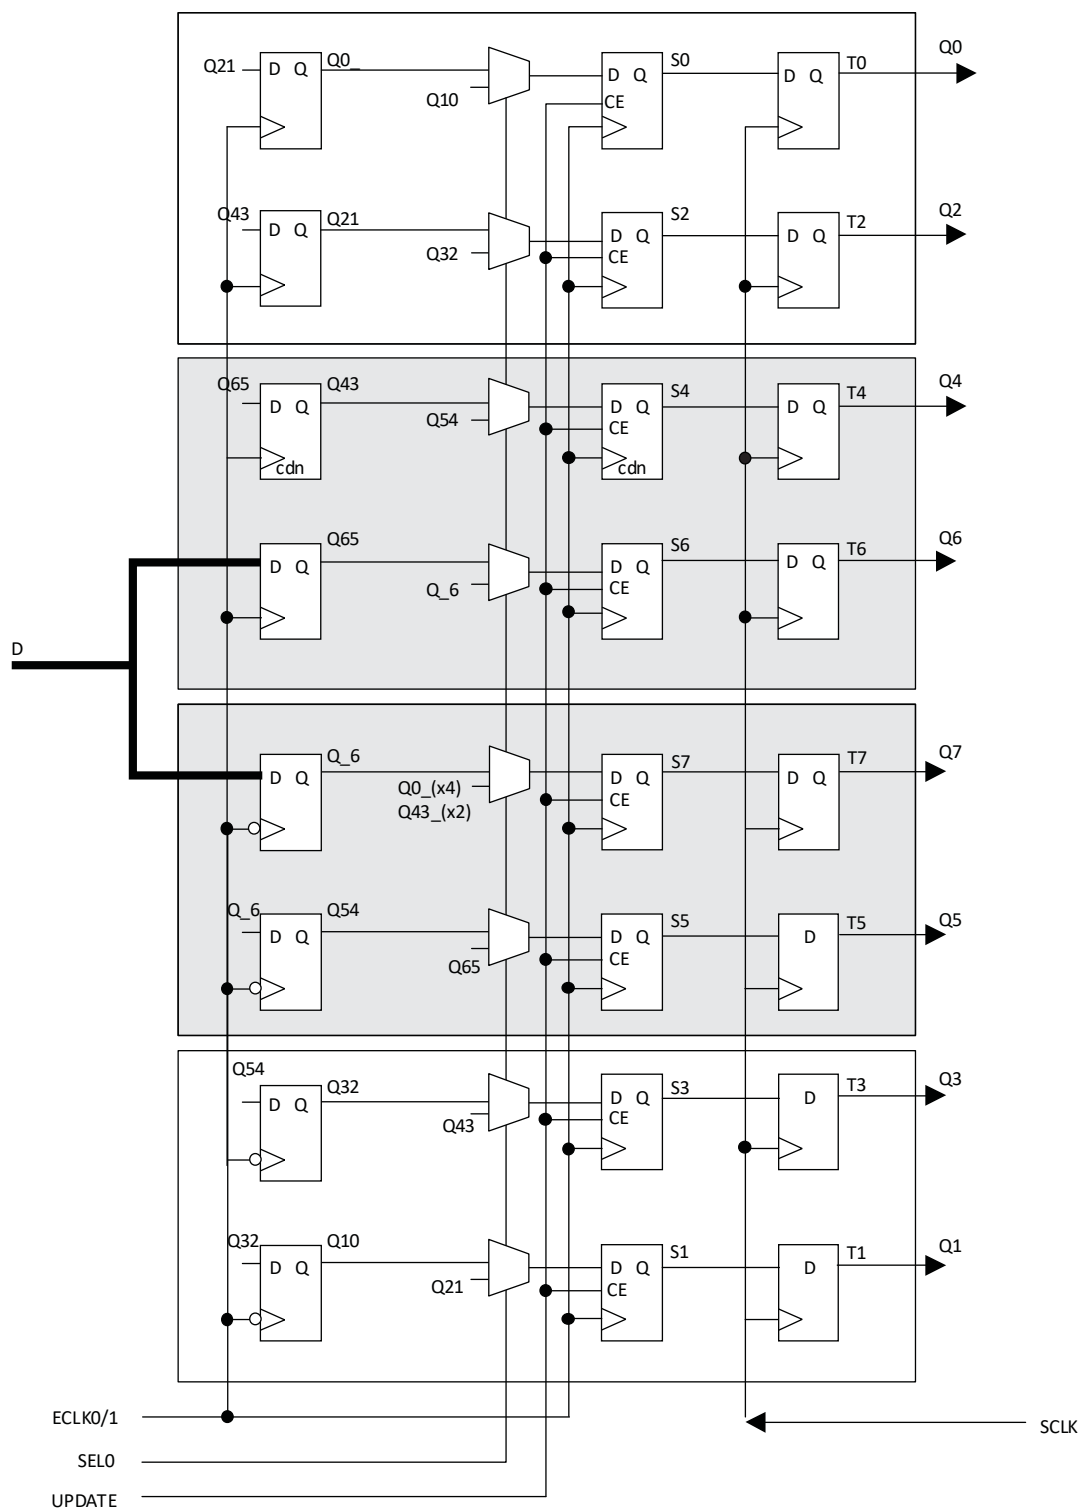 Q21 D Q Q0_ Q10 D Q CE S0 D Q T0 Q0
Q43 D Q Q21 Q32 D Q CE S2 D Q T2 Q2
Q65 D Q cdn Q43 Q54 D Q CE cdn S4 D Q T4 Q4
D Q Q65 Q_6 D Q CE S6 D Q T6 Q6
D
D Q Q_6 Q0_(x4) D Q CE S7 D Q T7 Q7
Q43_(x2)
Q_6 D Q Q54 Q65 D Q CE S5 D T5 Q5
Q54 D Q Q32 Q43 D Q CE S3 D T3 Q3
Q32 D Q Q10 Q21 D Q CE S1 D T1 Q1
ECLK0/1
SCLK
SEL0
UPDATE